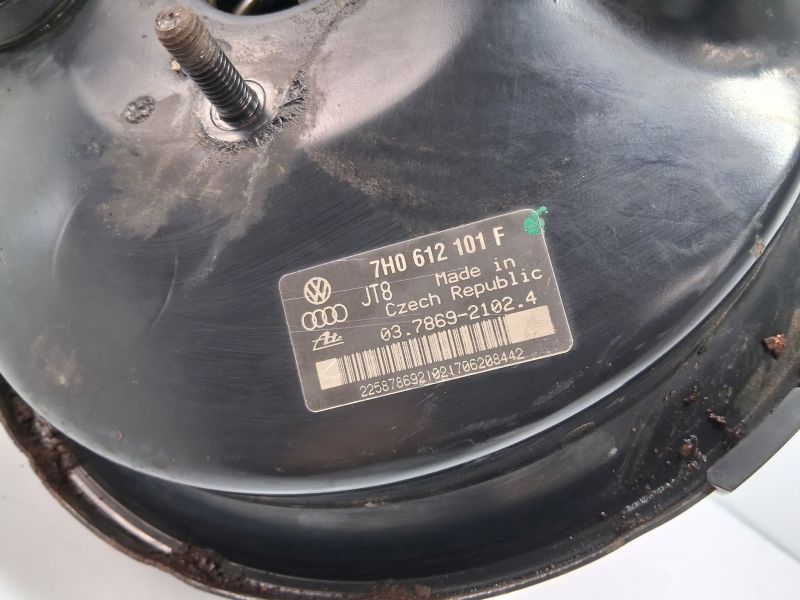 7H0 612 101 F
JT8 Made in
Czech Republic
03.7869-2102.4
2258786921021706208442